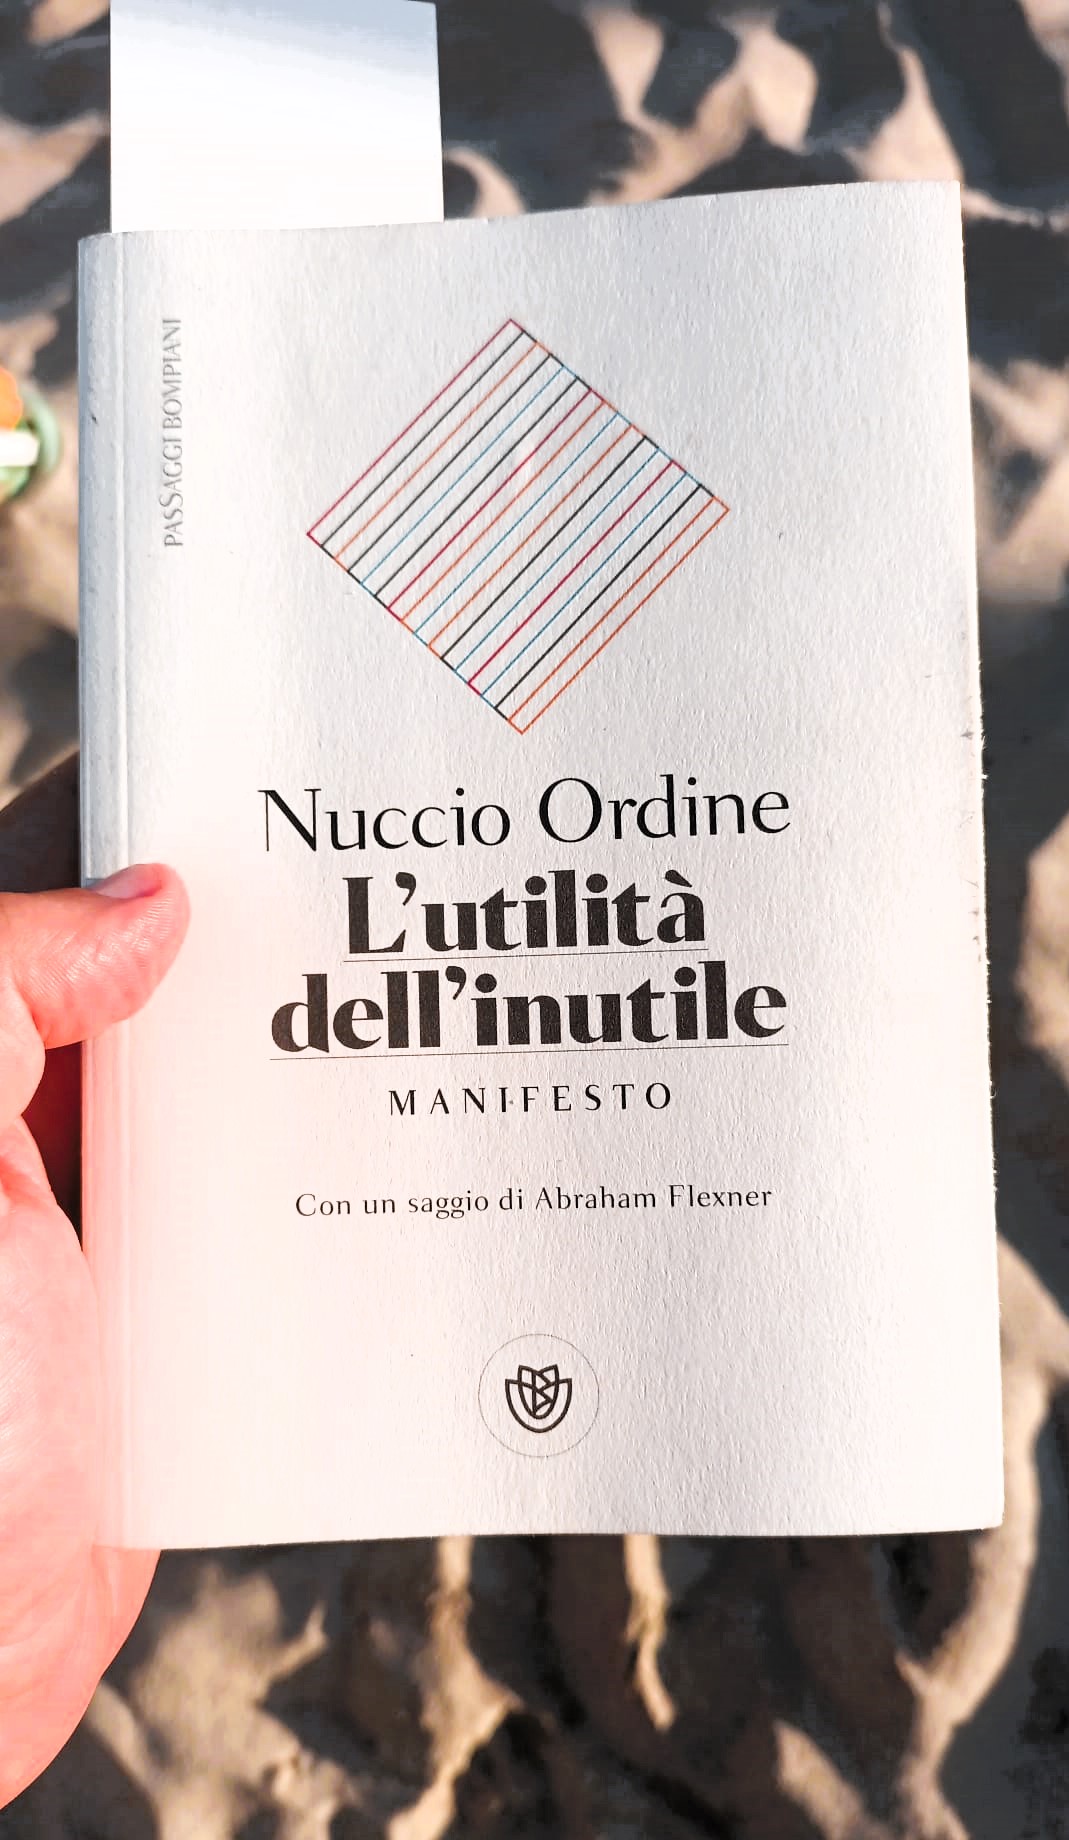 PASSAGGI BOMPIANI
Nuccio Ordine
L’utilità
dell’inutile
MANIFESTO
Con un saggio di Abraham Flexner